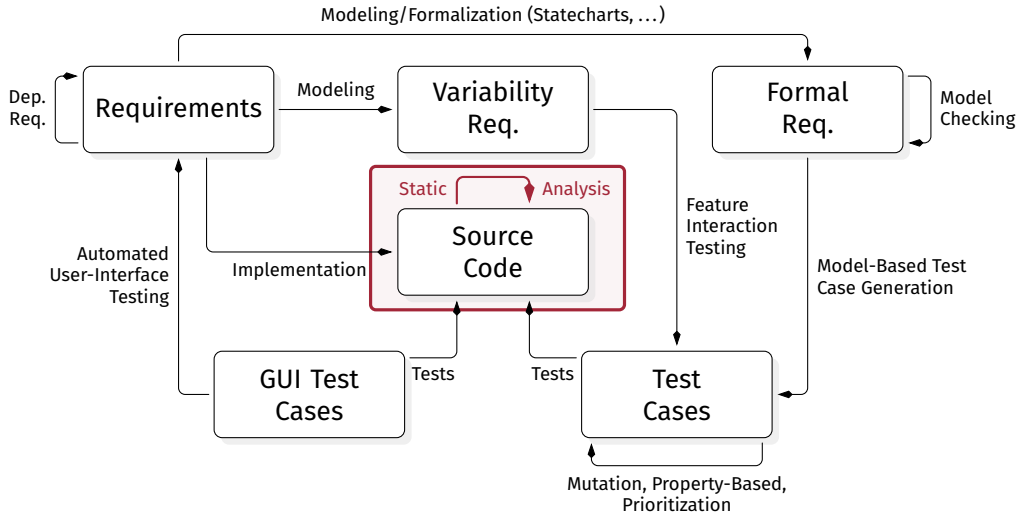 Modeling/Formalization (Statecharts, …)
Dep.
Req.
Requirements
Modeling
Variability
Req.
Formal
Req.
Model
Checking
Static
Analysis
Source
Code
Automated
User-Interface
Testing
Implementation
Feature
Interaction
Testing
Model-Based Test
Case Generation
GUI Test
Cases
Tests
Tests
Test
Cases
Mutation, Property-Based,
Prioritization